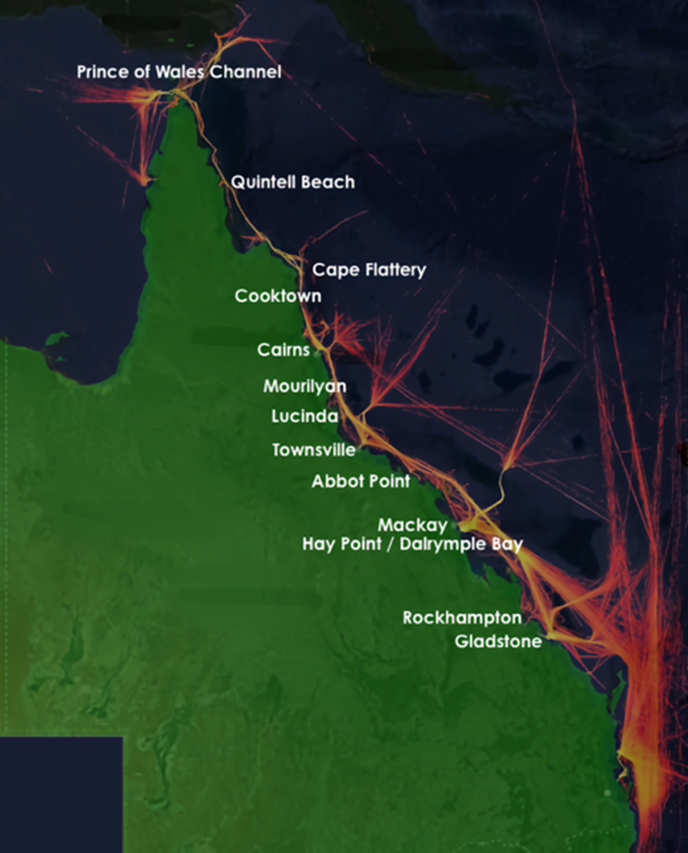 Prince of Wales Channel
Quintell Beach
Cape Flattery
Cooktown
Cairns
Mourilyan
Lucinda
Townsville
Abbot Point
Mackay
Hay Point / Dalrymple Bay
Rockhampton
Gladstone